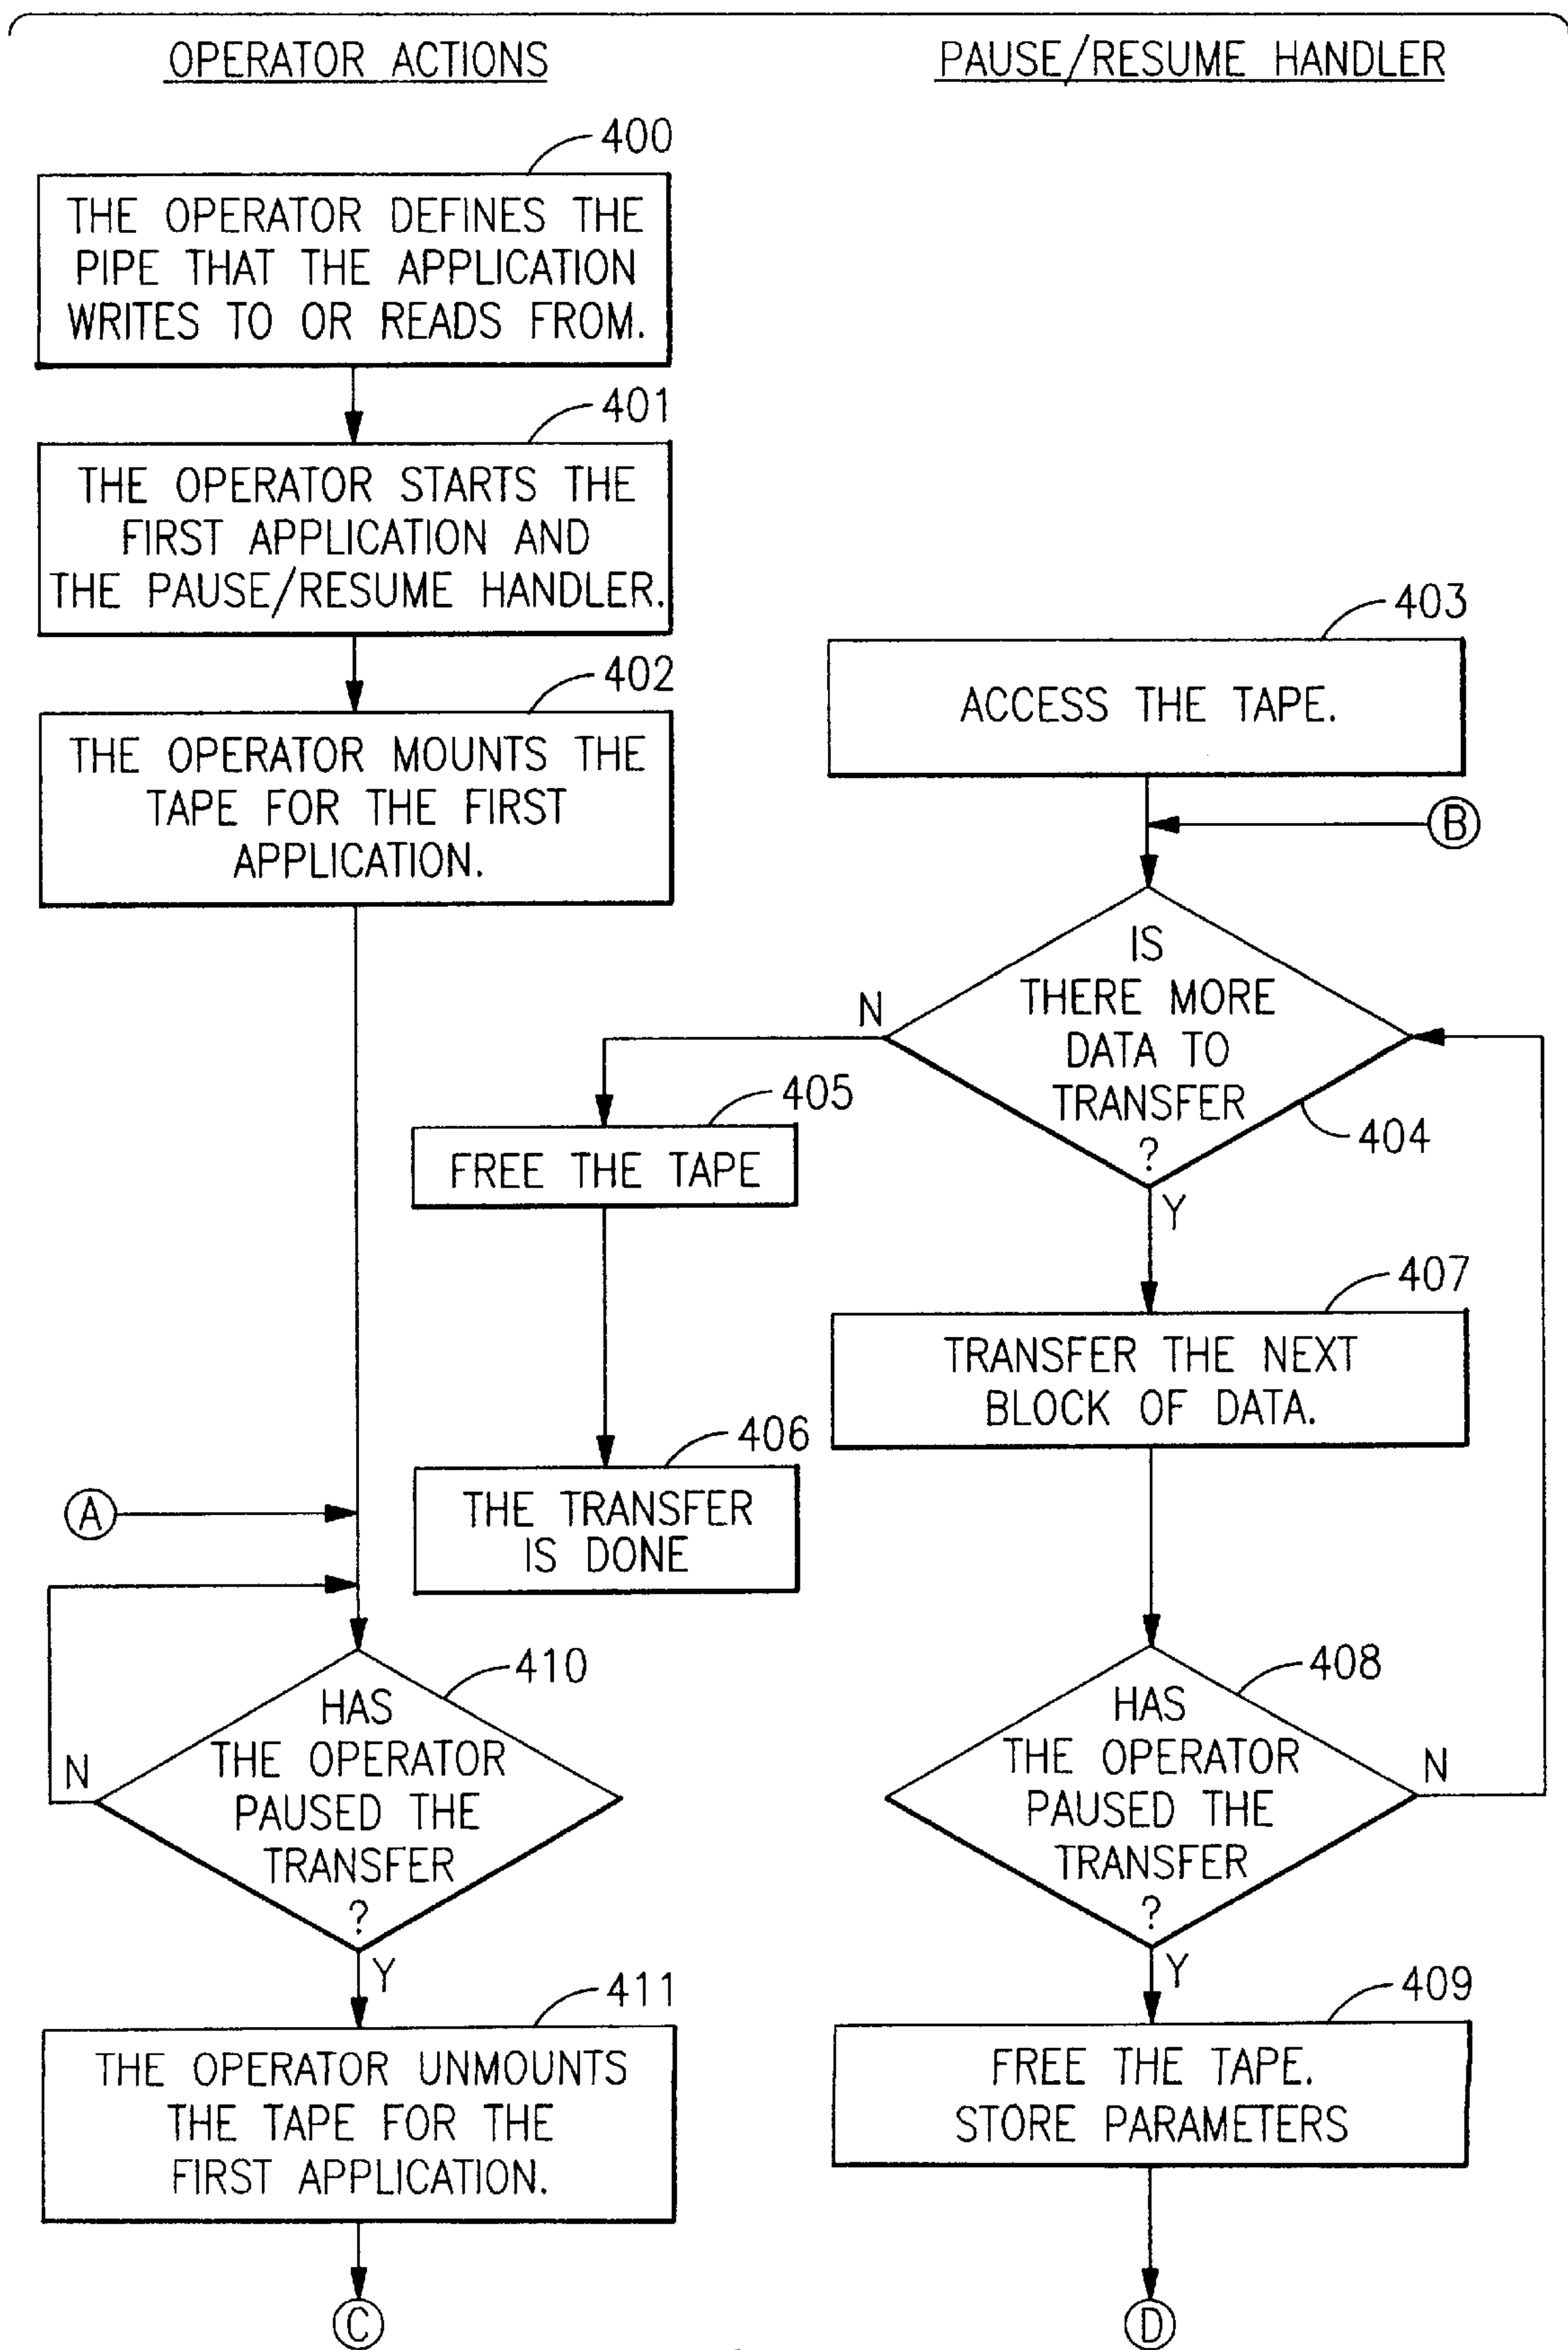 OPERATOR ACTIONS
PAUSE/RESUME HANDLER
400
THE OPERATOR DEFINES THE
PIPE THAT THE APPLICATION
WRITES TO OR READS FROM.
401
THE OPERATOR STARTS THE
FIRST APPLICATION AND
THE PAUSE/RESUME HANDLER.
402
THE OPERATOR MOUNTS THE
TAPE FOR THE FIRST
APPLICATION.
403
ACCESS THE TAPE.
B
IS
THERE MORE
DATA TO
TRANSFER
?
404
N
Y
405
FREE THE TAPE
406
THE TRANSFER
IS DONE
407
TRANSFER THE NEXT
BLOCK OF DATA.
A
410
HAS
THE OPERATOR
PAUSED THE
TRANSFER
?
N
Y
408
HAS
THE OPERATOR
PAUSED THE
TRANSFER
?
N
Y
411
THE OPERATOR UNMOUNTS
THE TAPE FOR THE
FIRST APPLICATION.
409
FREE THE TAPE.
STORE PARAMETERS
C
D